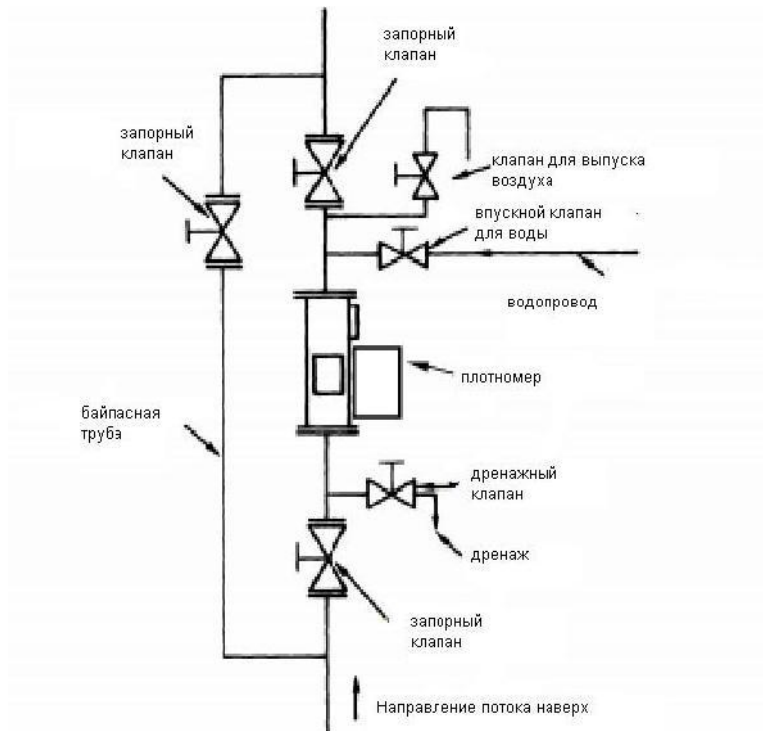 запорный
клапан
запорный
клапан
клапан для выпуска
воздуха
впускной клапан
для воды
водопровод
плотномер
байпасная
труба
дренажный
клапан
дренаж
запорный
клапан
Направление потока наверх